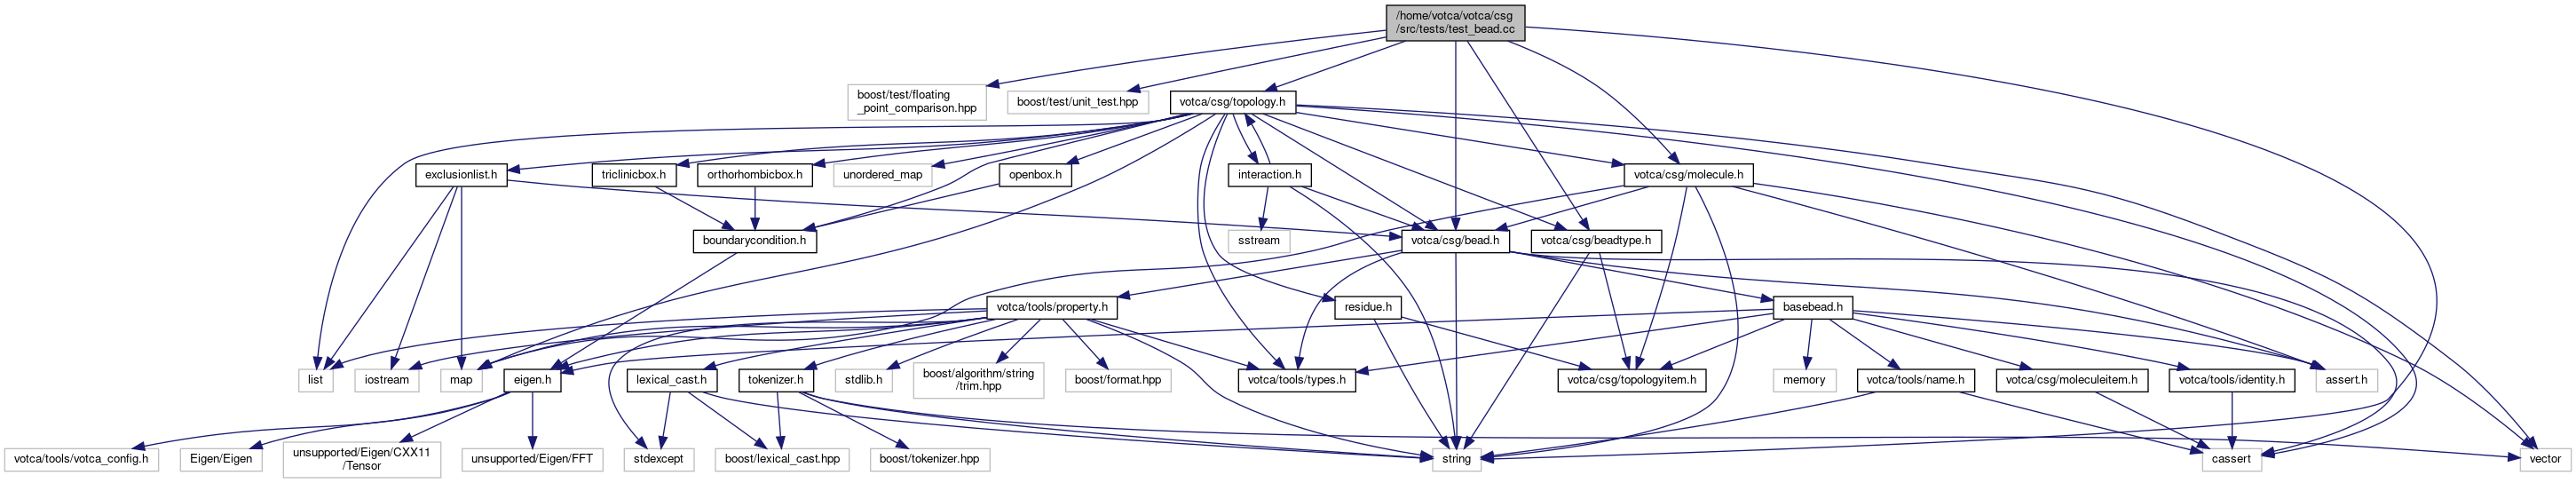 /home/votca/votca/csg
/src/tests/test_bead.cc
boost/test/floating
_point_comparison.hpp
boost/test/unit_test.hpp
votca/csg/topology.h
exclusionlist.h
triclinicbox.h
orthorhombicbox.h
unordered_map
openbox.h
interaction.h
votca/csg/molecule.h
boundarycondition.h
sstream
votca/csg/bead.h
votca/csg/beadtype.h
votca/tools/property.h
residue.h
basebead.h
list
iostream
map
eigen.h
lexical_cast.h
tokenizer.h
stdlib.h
boost/algorithm/string
/trim.hpp
boost/format.hpp
votca/tools/types.h
votca/csg/topologyitem.h
memory
votca/tools/name.h
votca/csg/moleculeitem.h
votca/tools/identity.h
assert.h
votca/tools/votca_config.h
Eigen/Eigen
unsupported/Eigen/CXX11
/Tensor
unsupported/Eigen/FFT
stdexcept
boost/lexical_cast.hpp
boost/tokenizer.hpp
string
cassert
vector